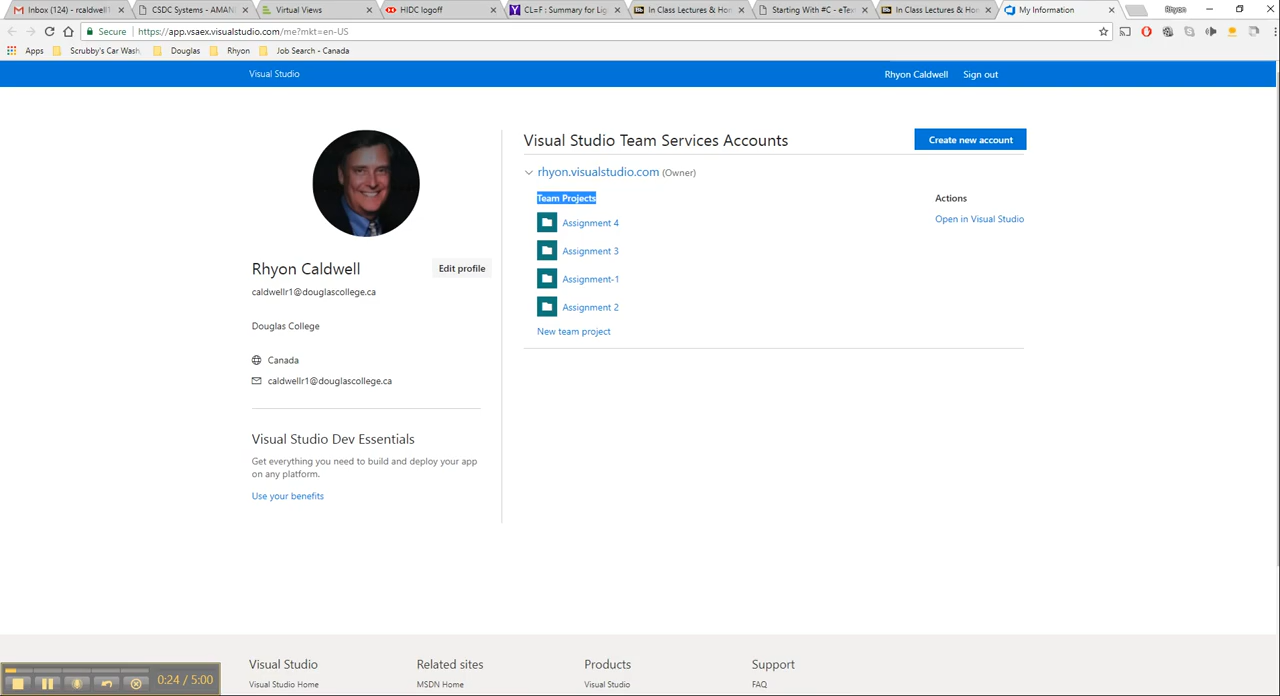 Inbox (124) - rcaldwell1
CSDC Systems - AMAN
Virtual Views
HIDC logoff
CL=F : Summary for Lig
In Class Lectures & Ho
Starting With #C - eTex
In Class Lectures & Ho
My Information
Rhyon
Secure
https://app.vsaex.visualstudio.com/me?mkt=en-US
Apps
Scrubby's Car Wash
Douglas
Rhyon
Job Search - Canada
Visual Studio
Rhyon Caldwell
Sign out
Visual Studio Team Services Accounts
Create new account
rhyon.visualstudio.com (Owner)
Team Projects
Actions
Assignment 4
Open in Visual Studio
Assignment 3
Assignment-1
Assignment 2
New team project
Rhyon Caldwell
Edit profile
caldwellr1@douglascollege.ca
Douglas College
Canada
caldwellr1@douglascollege.ca
Visual Studio Dev Essentials
Get everything you need to build and deploy your app
on any platform.
Use your benefits
Visual Studio
Related sites
Products
Support
Visual Studio Home
MSDN Home
Visual Studio
FAQ
0:24 / 5:00